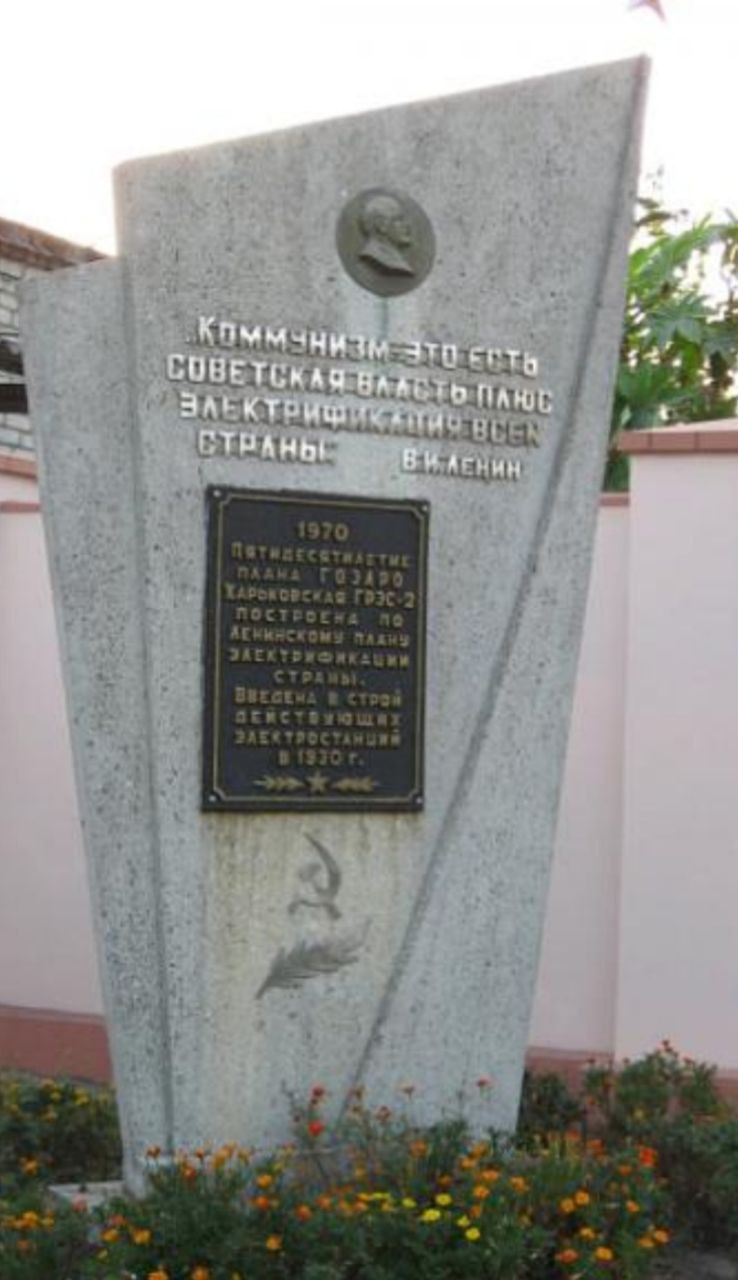 „Коммунизм-это есть
советская власть плюс
электрификация всей
страны.“ В.И.Ленин
1970
Пятидесятилетие
плана ГОЭЛРО
Харьковская ГРЭС-2
построена по
Ленинскому плану
электрификации
страны.
Введена в строй
действующих
электростанций
в 1930 г.